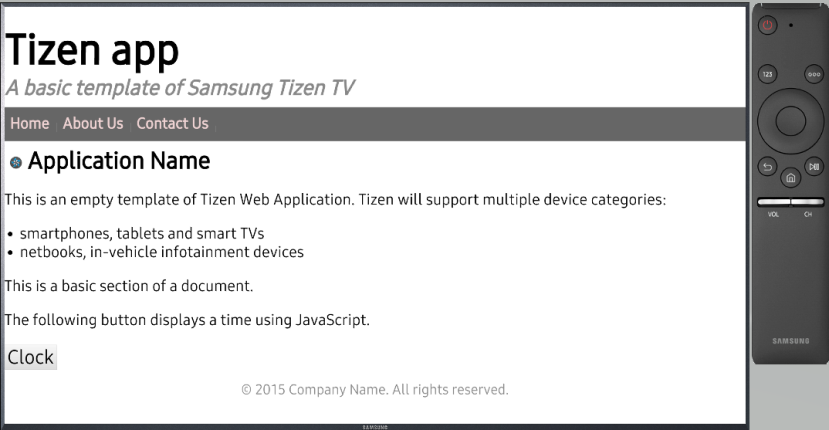 Tizen app
A basic template of Samsung Tizen TV
Home About Us Contact Us
Application Name
This is an empty template of Tizen Web Application. Tizen will support multiple device categories:
• smartphones, tablets and smart TVs
• netbooks, in-vehicle infotainment devices
This is a basic section of a document.
The following button displays a time using JavaScript.
Clock
© 2015 Company Name. All rights reserved.
SAMSUNG
123
VOL CH
SAMSUNG